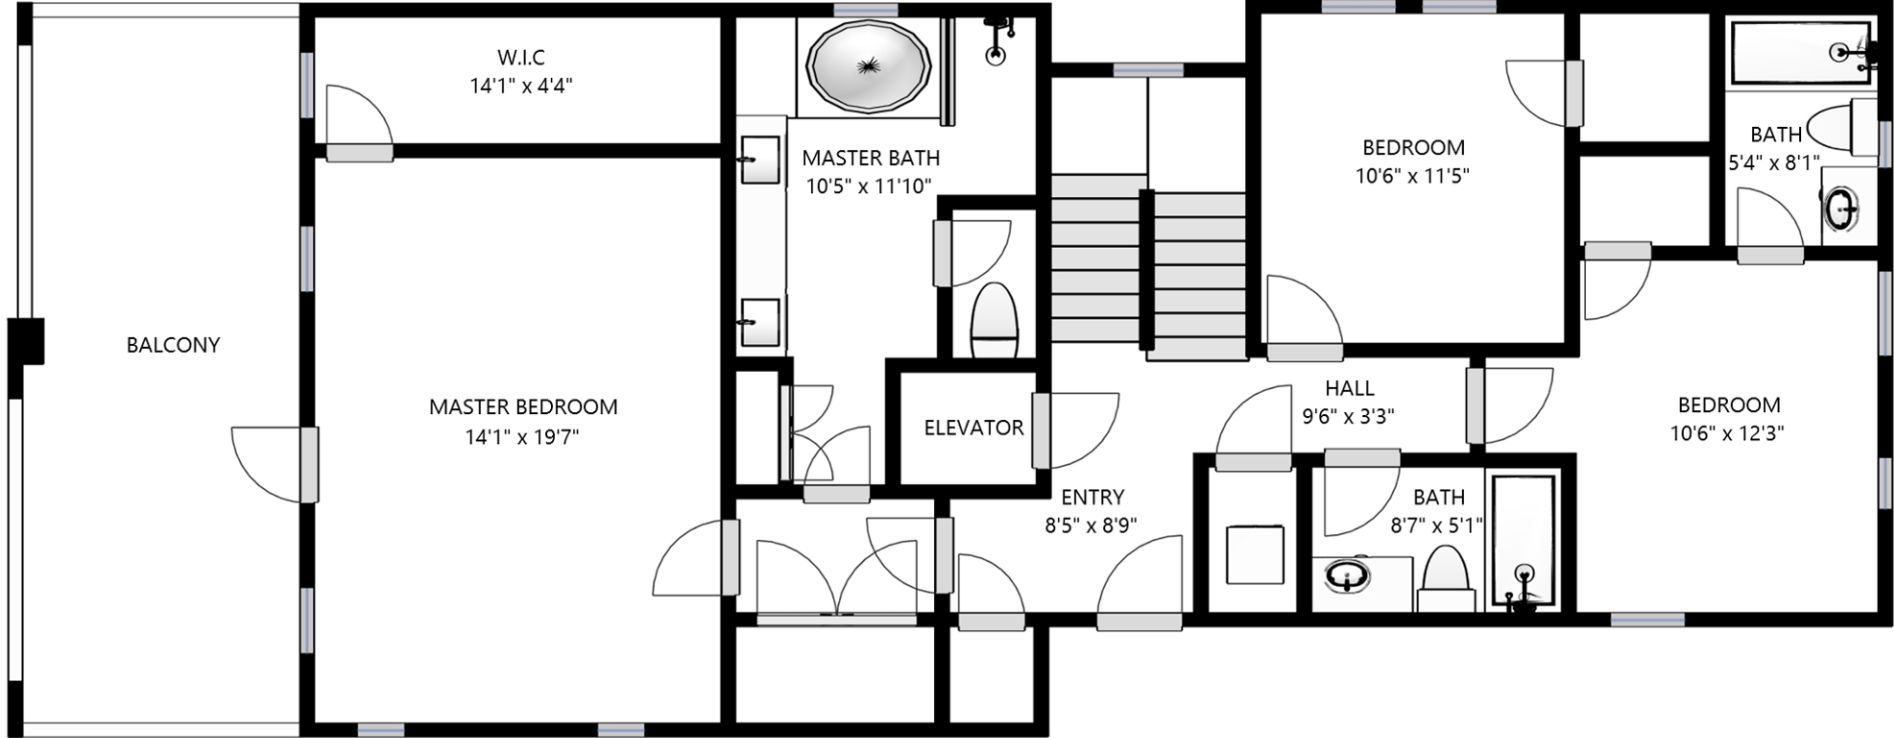 W.I.C
14'1" x 4'4"
MASTER BATH
10'5" x 11'10"
BEDROOM
10'6" x 11'5"
BATH
5'4" x 8'1"
BALCONY
MASTER BEDROOM
14'1" x 19'7"
ELEVATOR
HALL
9'6" x 3'3"
BEDROOM
10'6" x 12'3"
ENTRY
8'5" x 8'9"
BATH
8'7" x 5'1"